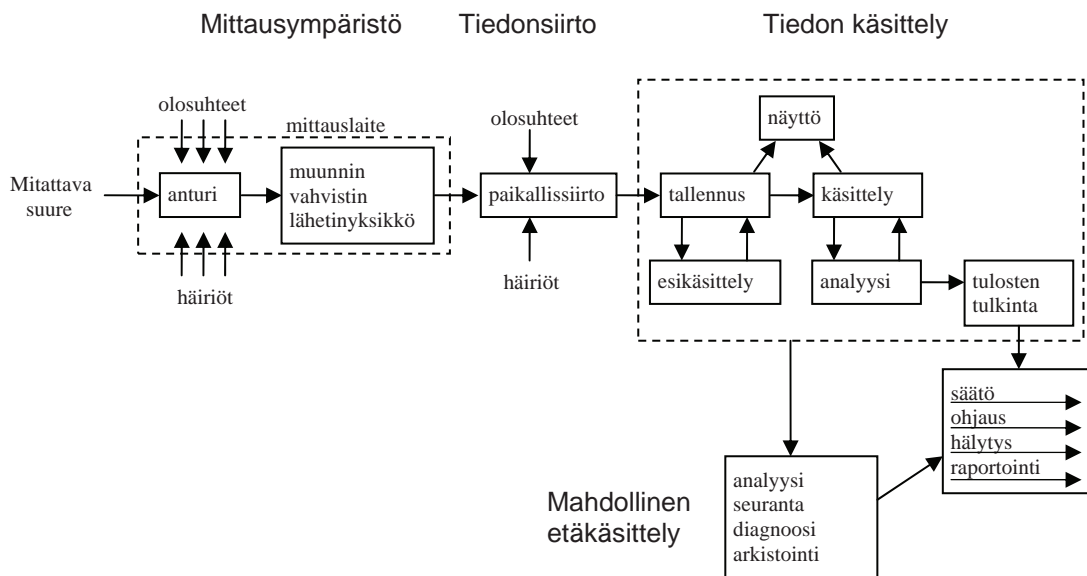 Mittausympäristö
Tiedonsiirto
Tiedon käsittely
olosuhteet
mittauslaite
Mitattava
suure
anturi
muunnin
vahvistin
lähetinyksikkö
häiriöt
olosuhteet
paikallissiirto
häiriöt
näyttö
tallennus
käsittely
esikäsittely
analyysi
tulosten
tulkinta
säätö
ohjaus
hälytys
raportointi
Mahdollinen
etäkäsittely
analyysi
seuranta
diagnoosi
arkistointi